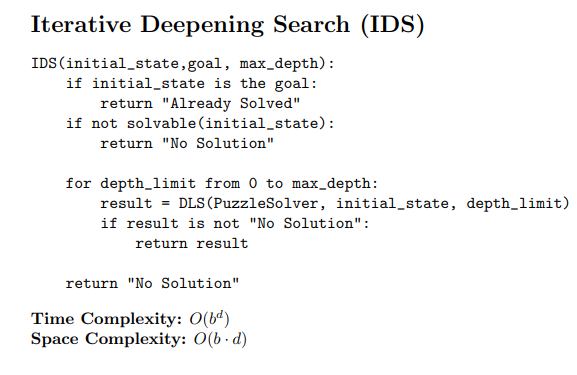 Iterative Deepening Search (IDS)
IDS(initial_state,goal, max_depth):
    if initial_state is the goal:
        return "Already Solved"
    if not solvable(initial_state):
        return "No Solution"
    for depth_limit from 0 to max_depth:
        result = DLS(PuzzleSolver, initial_state, depth_limit)
        if result is not "No Solution":
            return result
    return "No Solution"
Time Complexity: O(b^d)
Space Complexity: O(b · d)